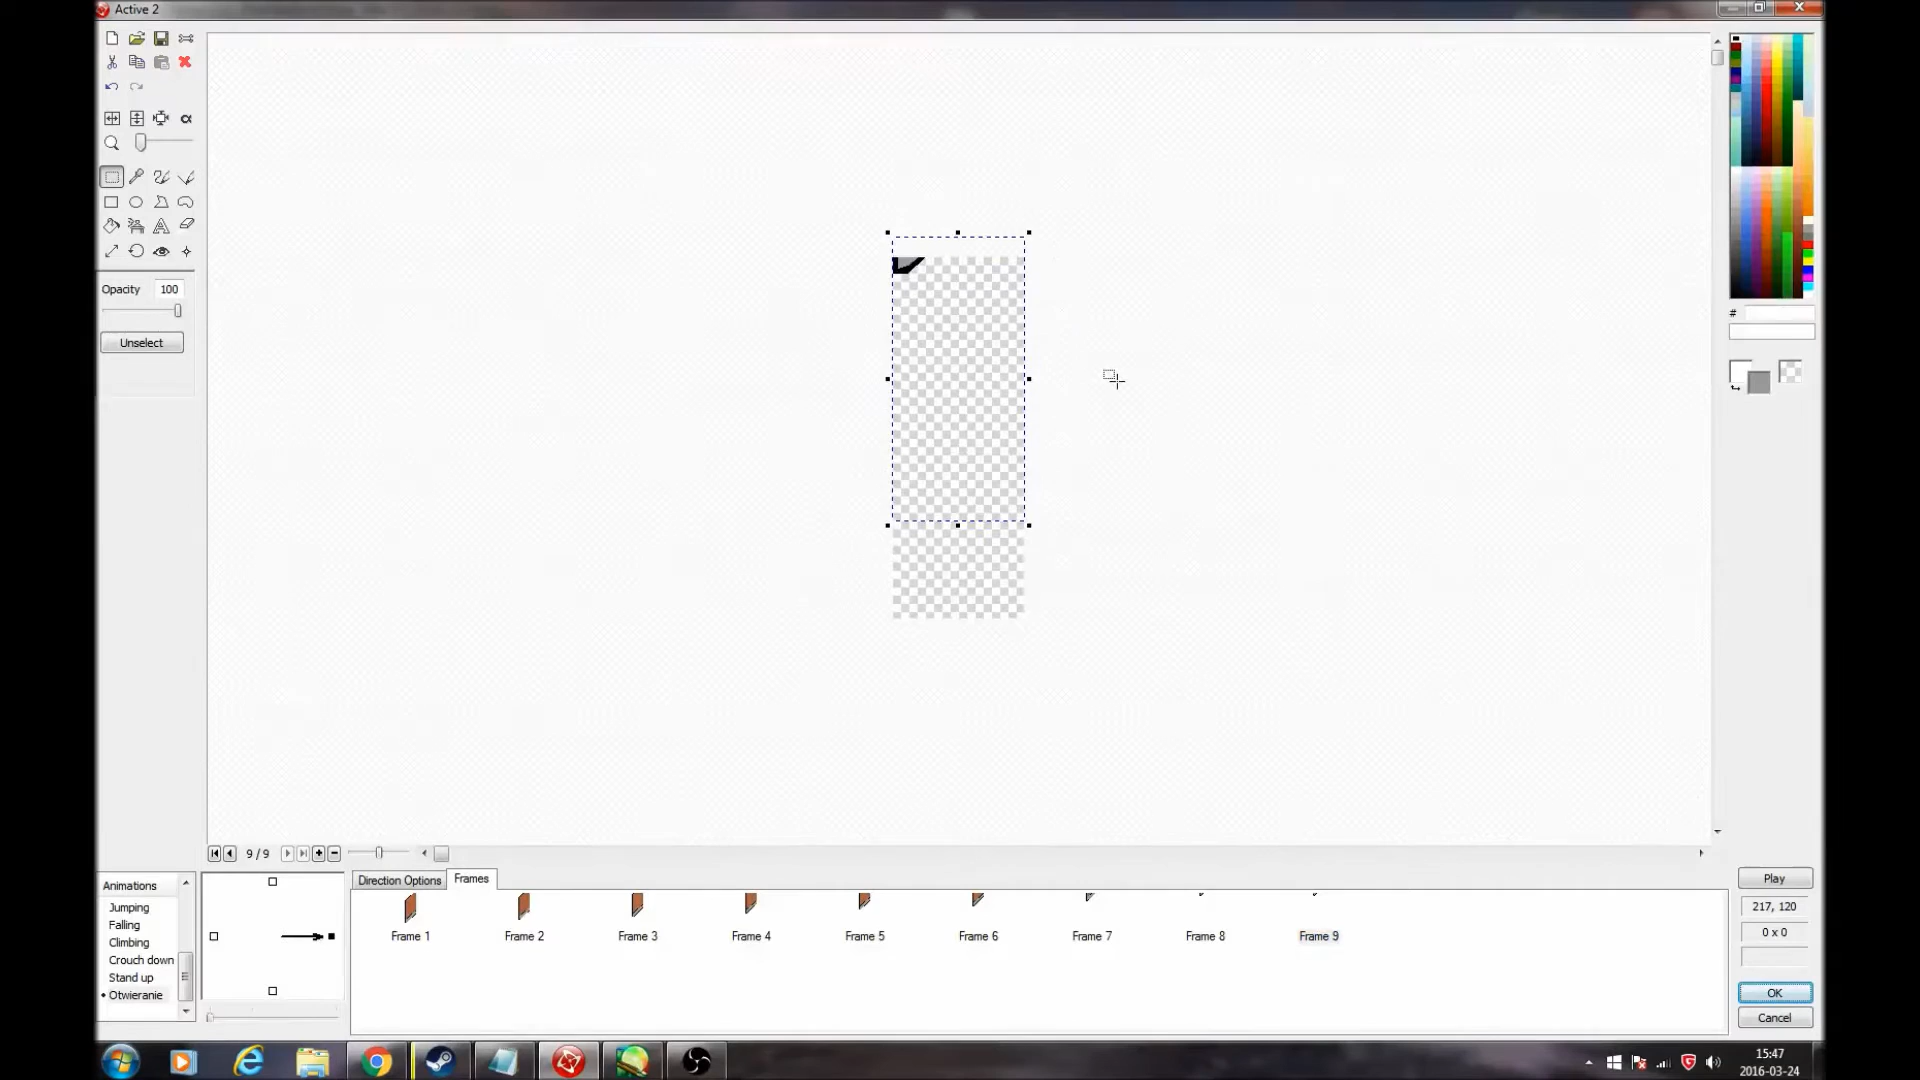 Active 2
Opacity 100
Unselect
#
9 / 9
Animations
Jumping
Falling
Climbing
Crouch down
Stand up
Otwieranie
Direction Options
Frames
Frame 1
Frame 2
Frame 3
Frame 4
Frame 5
Frame 6
Frame 7
Frame 8
Frame 9
Play
217, 120
0 x 0
OK
Cancel
15:47
2016-03-24